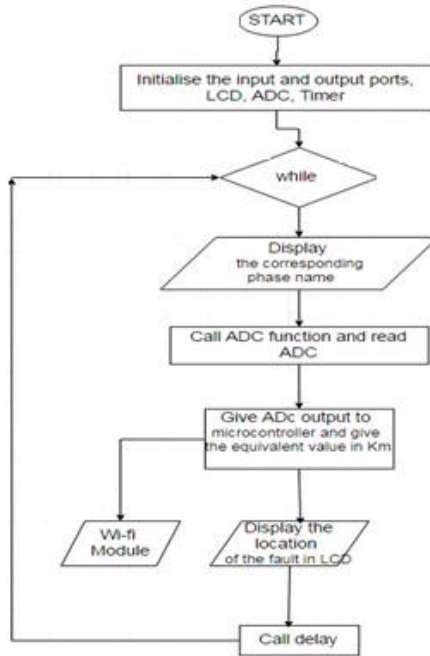 START
Initialise the input and output ports,
LCD, ADC, Timer
while
Display
the corresponding
phase name
Call ADC function and read
ADC
Give ADc output to
microcontroller and give
the equivalent value in Km
Wi-fi
Module
Display the
location
of the fault in LCD
Call delay